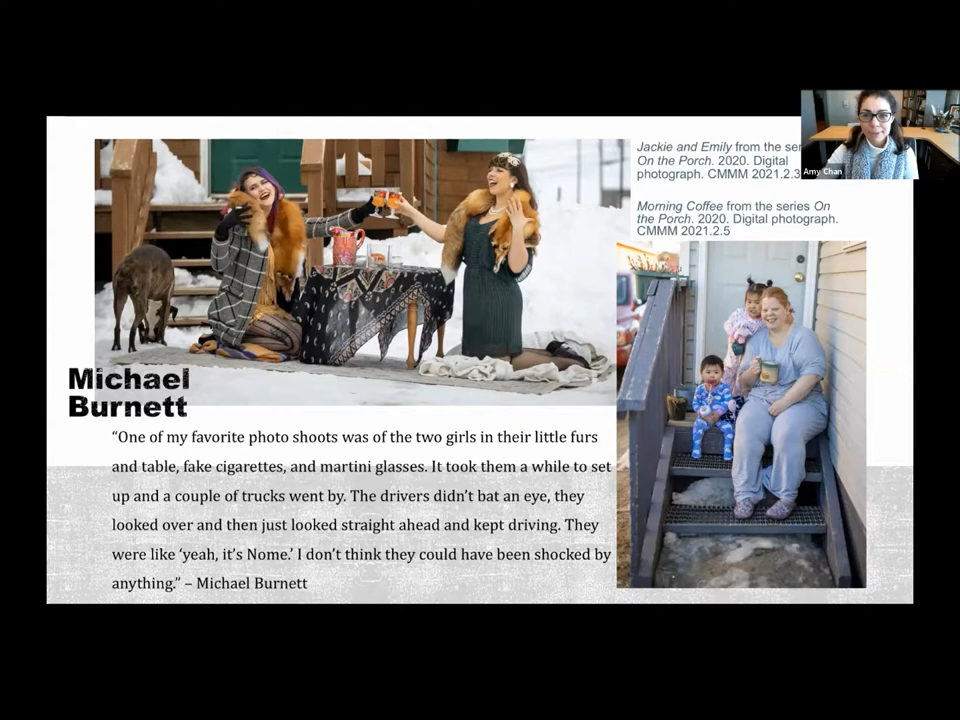 Jackie and Emily from the
On the Porch. 2020. Digital
photograph. CMMM 2021.2.3
Amy Chan
Morning Coffee from the series On
the Porch. 2020. Digital photograph.
CMMM 2021.2.5
Michael
Burnett
“One of my favorite photo shoots was of the two girls in their little furs
and table, fake cigarettes, and martini glasses. It took them a while to set
up and a couple of trucks went by. The drivers didn’t bat an eye, they
looked over and then just looked straight ahead and kept driving. They
were like ‘yeah, it’s Nome.’ I don’t think they could have been shocked by
anything.” – Michael Burnett